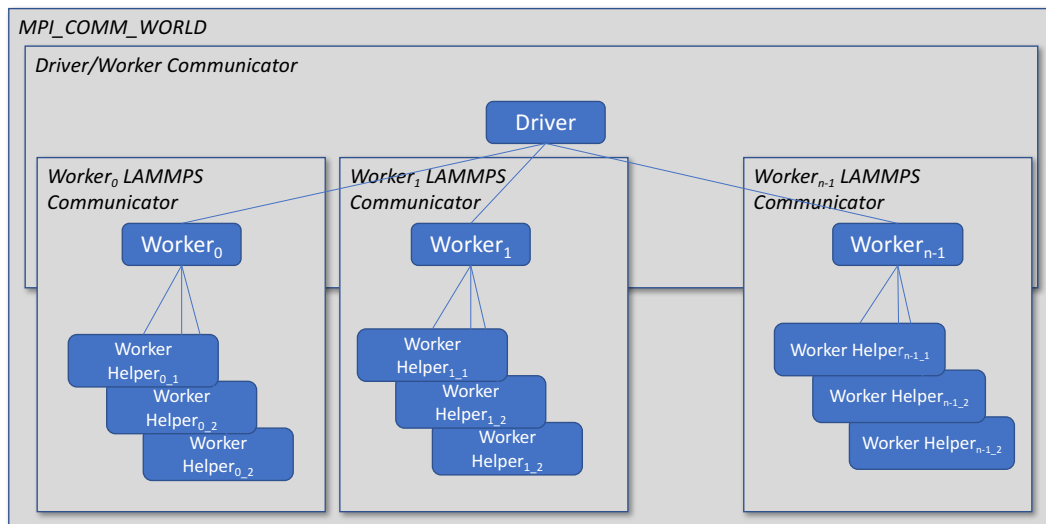 MPI_COMM_WORLD
Driver/Worker Communicator
Driver
Worker₀ LAMMPS
Communicator
Worker₁ LAMMPS
Communicator
Workerₙ₋₁ LAMMPS
Communicator
Worker₀
Worker₁
Workerₙ₋₁
Worker
Helper₀_₁
Worker
Helper₀_₂
Worker
Helper₀_₂
Worker
Helper₁_₁
Worker
Helper₁_₂
Worker
Helper₁_₂
Worker Helperₙ₋₁_₁
Worker Helperₙ₋₁_₂
Worker Helperₙ₋₁_₂